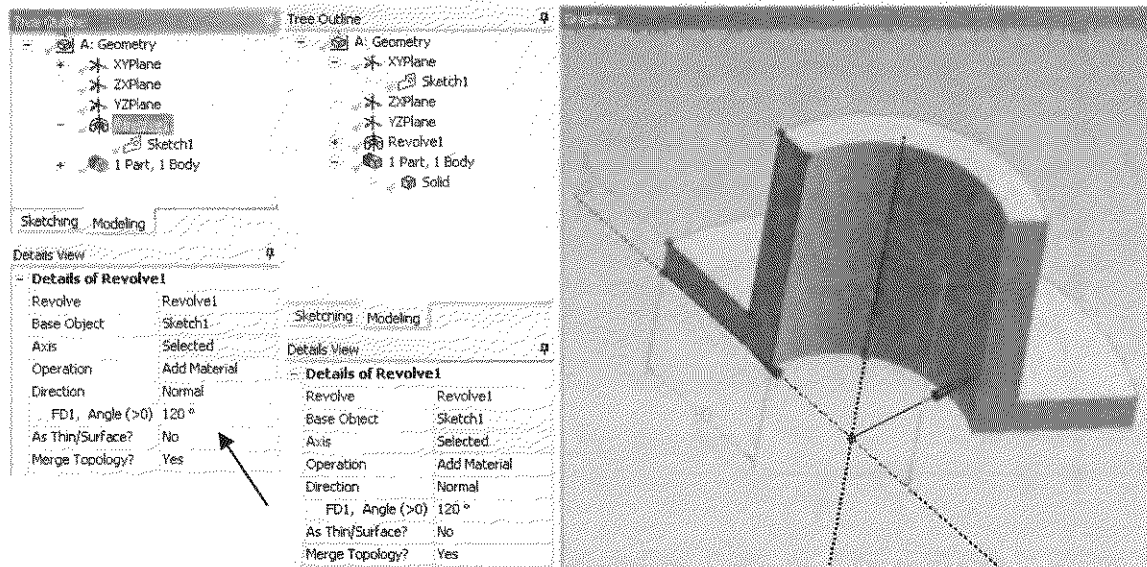 Tree Outline
A: Geometry
XYPlane
ZXPlane
YZPlane
Sketch1
1 Part, 1 Body
Sketching Modeling
Details View
Details of Revolve1
Revolve Revolve1
Base Object Sketch1
Axis Selected
Operation Add Material
Direction Normal
FD1, Angle (>0) 120 °
As Thin/Surface? No
Merge Topology? Yes
Tree Outline
A: Geometry
XYPlane
Sketch1
ZXPlane
YZPlane
Revolve1
1 Part, 1 Body
Solid
Sketching Modeling
Details View
Details of Revolve1
Revolve Revolve1
Base Object Sketch1
Axis Selected
Operation Add Material
Direction Normal
FD1, Angle (>0) 120 °
As Thin/Surface? No
Merge Topology? Yes
Graphics